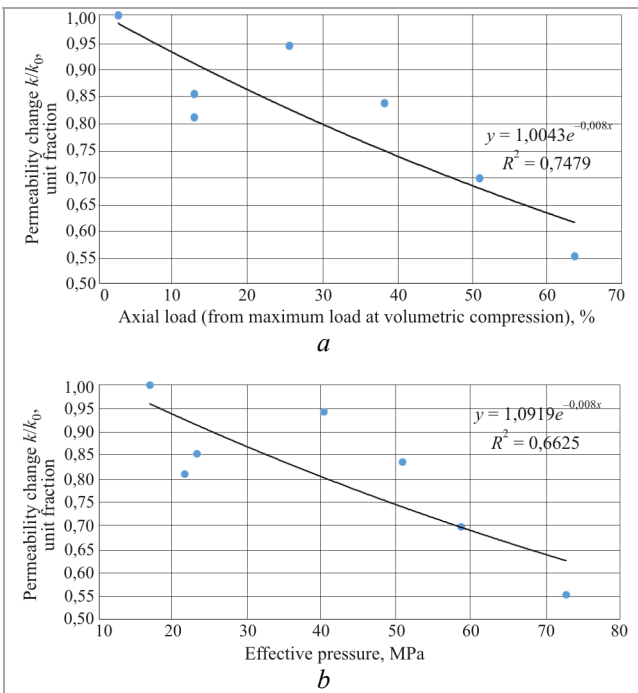 Permeability change k/k₀,
unit fraction
1,00
0,95
0,90
0,85
0,80
0,75
0,70
0,65
0,60
0,55
0,50
y = 1,0043e^−0,008x
R² = 0,7479
0 10 20 30 40 50 60 70
Axial load (from maximum load at volumetric compression), %
a
Permeability change k/k₀,
unit fraction
1,00
0,95
0,90
0,85
0,80
0,75
0,70
0,65
0,60
0,55
0,50
y = 1,0919e^−0,008x
R² = 0,6625
10 20 30 40 50 60 70 80
Effective pressure, MPa
b